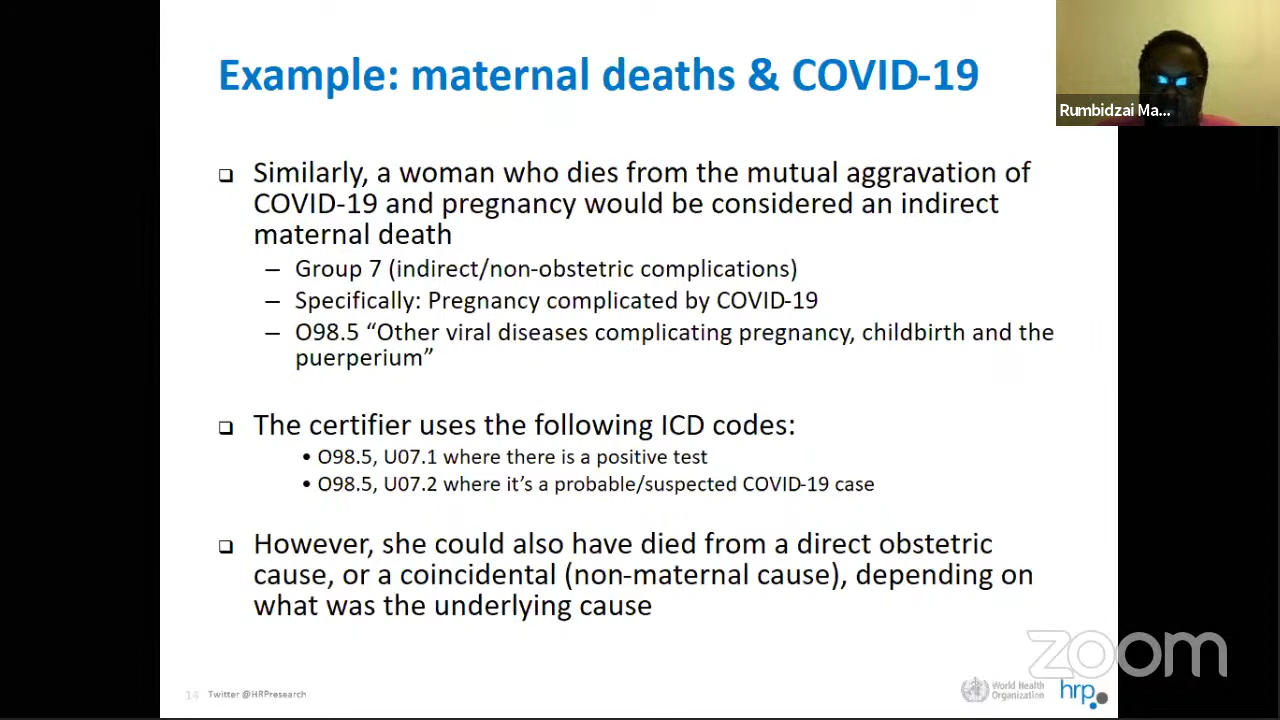 Example: maternal deaths & COVID-19
Rumbidzai Ma...
❑ Similarly, a woman who dies from the mutual aggravation of
COVID-19 and pregnancy would be considered an indirect
maternal death
– Group 7 (indirect/non-obstetric complications)
– Specifically: Pregnancy complicated by COVID-19
– O98.5 “Other viral diseases complicating pregnancy, childbirth and the
puerperium”
❑ The certifier uses the following ICD codes:
• O98.5, U07.1 where there is a positive test
• O98.5, U07.2 where it’s a probable/suspected COVID-19 case
❑ However, she could also have died from a direct obstetric
cause, or a coincidental (non-maternal cause), depending on
what was the underlying cause
zoom
14 Twitter @HRPresearch
World Health
Organization
hrp